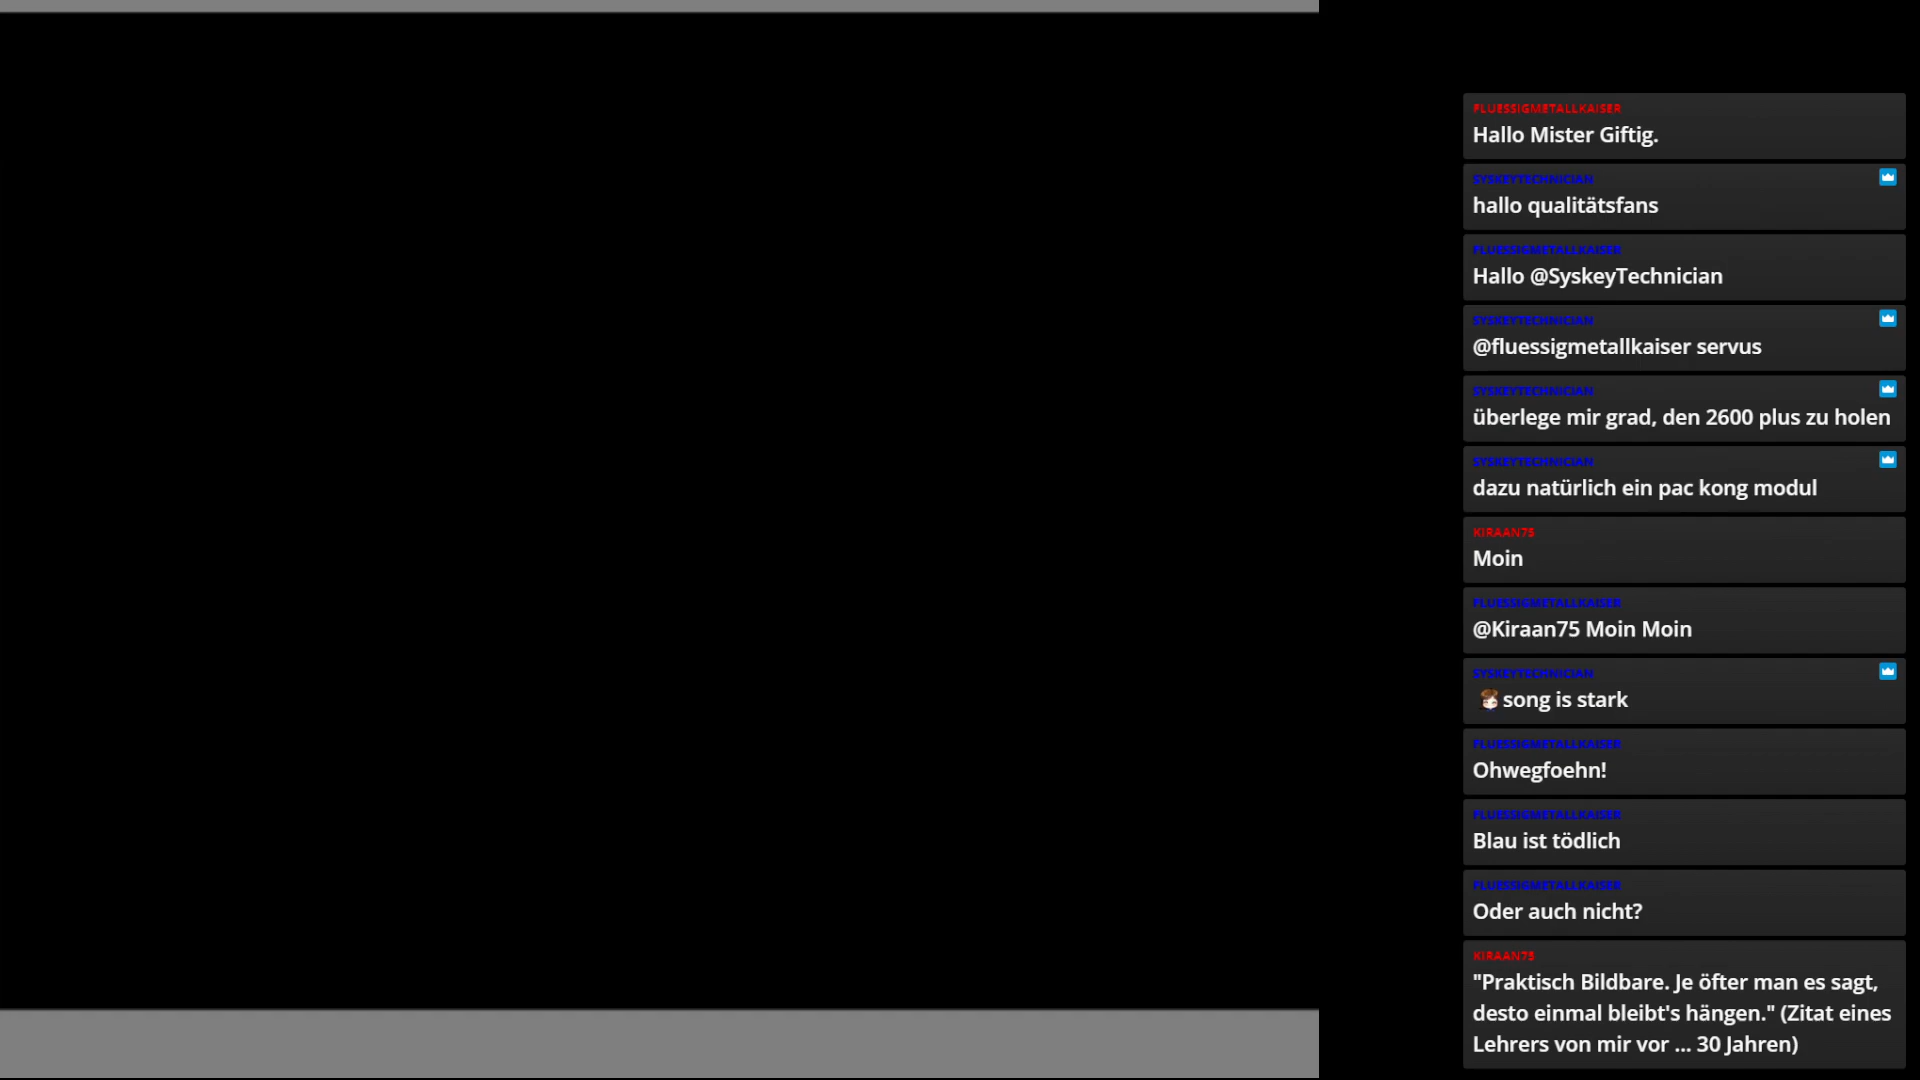 FLUESSIGMETALLKAISER
Hallo Mister Giftig.
SYSKEYTECHNICIAN
hallo qualitätsfans
FLUESSIGMETALLKAISER
Hallo @SyskeyTechnician
SYSKEYTECHNICIAN
@fluessigmetallkaiser servus
SYSKEYTECHNICIAN
überlege mir grad, den 2600 plus zu holen
SYSKEYTECHNICIAN
dazu natürlich ein pac kong modul
KIRAAN75
Moin
FLUESSIGMETALLKAISER
@Kiraan75 Moin Moin
SYSKEYTECHNICIAN
song is stark
FLUESSIGMETALLKAISER
Ohwegfoehn!
FLUESSIGMETALLKAISER
Blau ist tödlich
FLUESSIGMETALLKAISER
Oder auch nicht?
KIRAAN75
"Praktisch Bildbare. Je öfter man es sagt,
desto einmal bleibt's hängen." (Zitat eines
Lehrers von mir vor ... 30 Jahren)